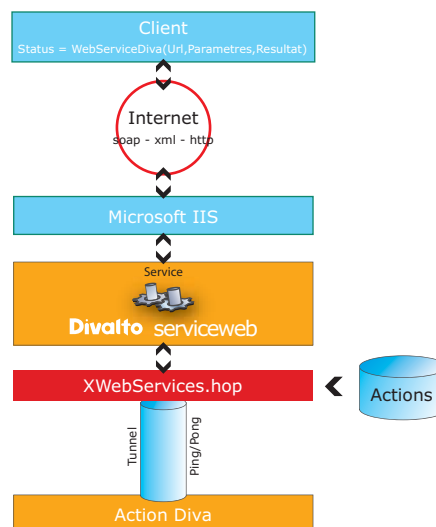 Client
Status = WebServiceDiva(Url,Parametres,Resultat)
Internet
soap - xml - http
Microsoft IIS
Service
Divalto serviceweb
XWebServices.hop
Actions
Tunnel
Ping/Pong
Action Diva